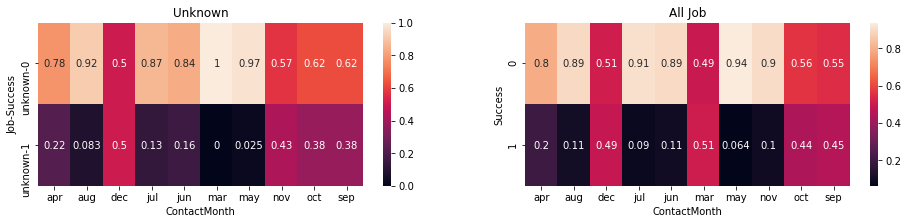 Unknown
Job-Success
unknown-0
unknown-1
0.78 0.92 0.5 0.87 0.84 1 0.97 0.57 0.62 0.62
0.22 0.083 0.5 0.13 0.16 0 0.025 0.43 0.38 0.38
apr aug dec jul jun mar may nov oct sep
ContactMonth
1.0
0.8
0.6
0.4
0.2
0.0
All Job
Success
0
1
0.8 0.89 0.51 0.91 0.89 0.49 0.94 0.9 0.56 0.55
0.2 0.11 0.49 0.09 0.11 0.51 0.064 0.1 0.44 0.45
apr aug dec jul jun mar may nov oct sep
ContactMonth
0.8
0.6
0.4
0.2